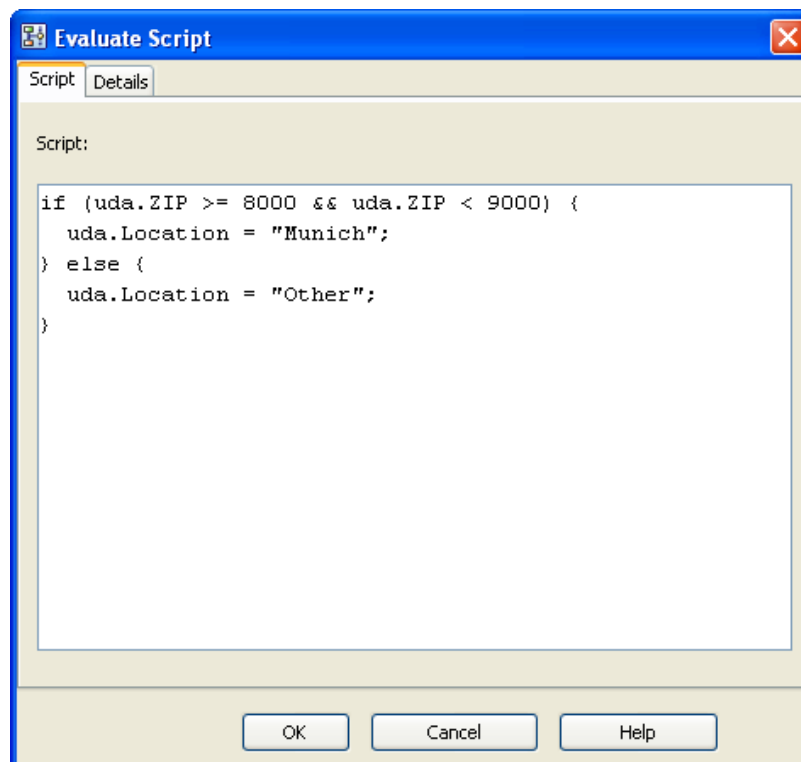 Evaluate Script
Script Details
Script:
if (uda.ZIP >= 8000 && uda.ZIP < 9000) {
  uda.Location = "Munich";
} else {
  uda.Location = "Other";
}
OK Cancel Help